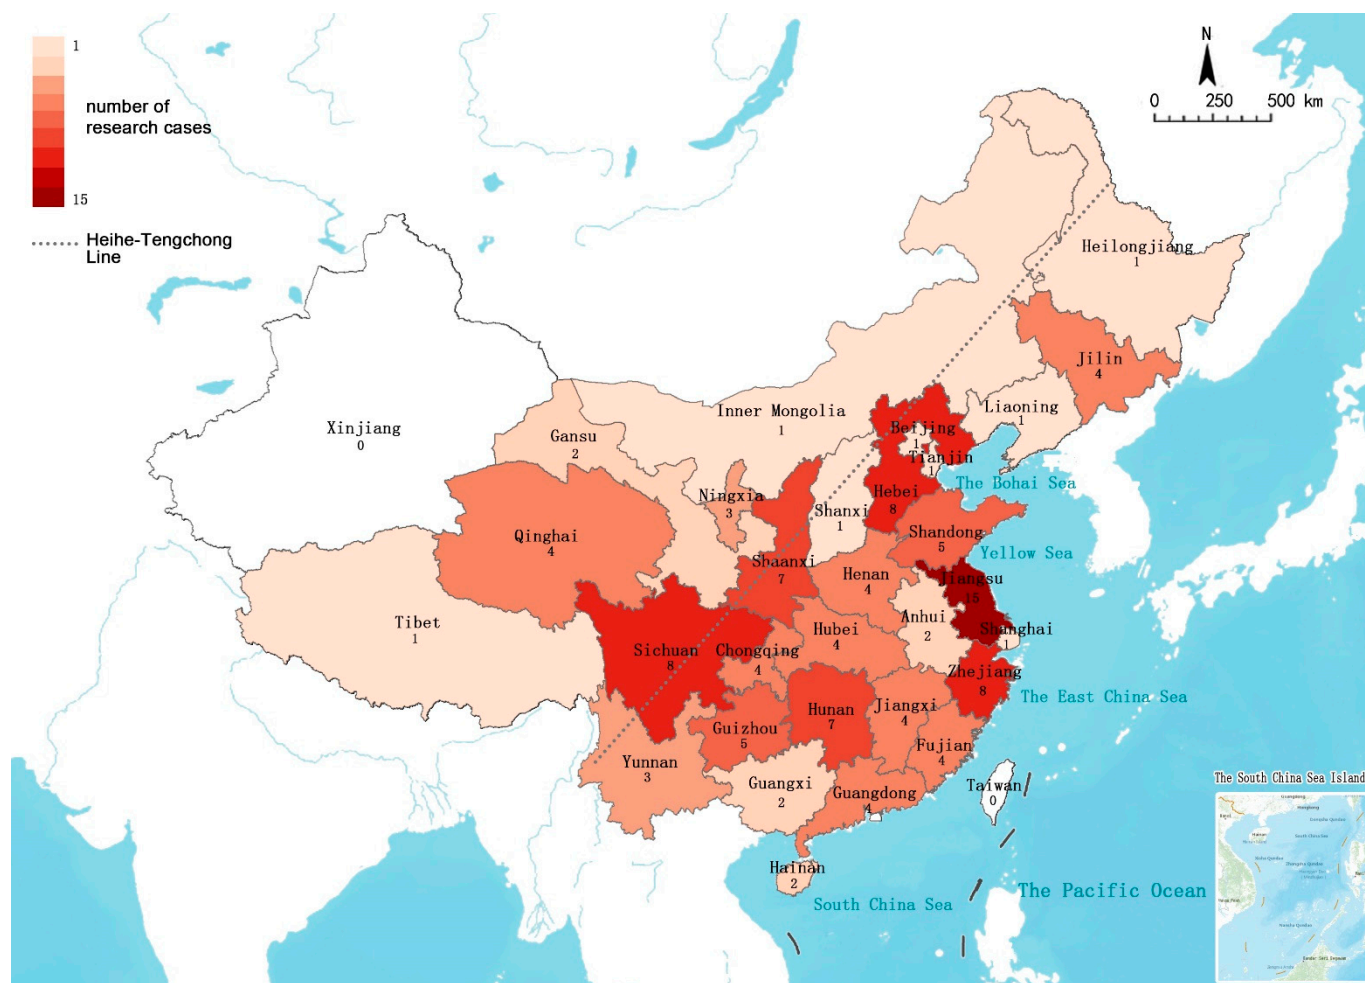 1
number of
research cases
15
Heihe-Tengchong
Line
N
0 250 500 km
Heilongjiang
1
Jilin
4
Liaoning
1
Inner Mongolia
1
Xinjiang
0
Gansu
2
Beijing
1
Tianjin
1
The Bohai Sea
Hebei
8
Ningxia
3
Shanxi
1
Qinghai
4
Shandong
5
Yellow Sea
Shaanxi
7
Henan
4
Jiangsu
15
Tibet
1
Anhui
2
Shanghai
1
Hubei
4
Sichuan
8
Chongqing
4
Zhejiang
8
The East China Sea
Hunan
7
Jiangxi
4
Guizhou
5
Fujian
4
Yunnan
3
Guangxi
2
Guangdong
4
Taiwan
0
Hainan
2
South China Sea
The Pacific Ocean
The South China Sea Island